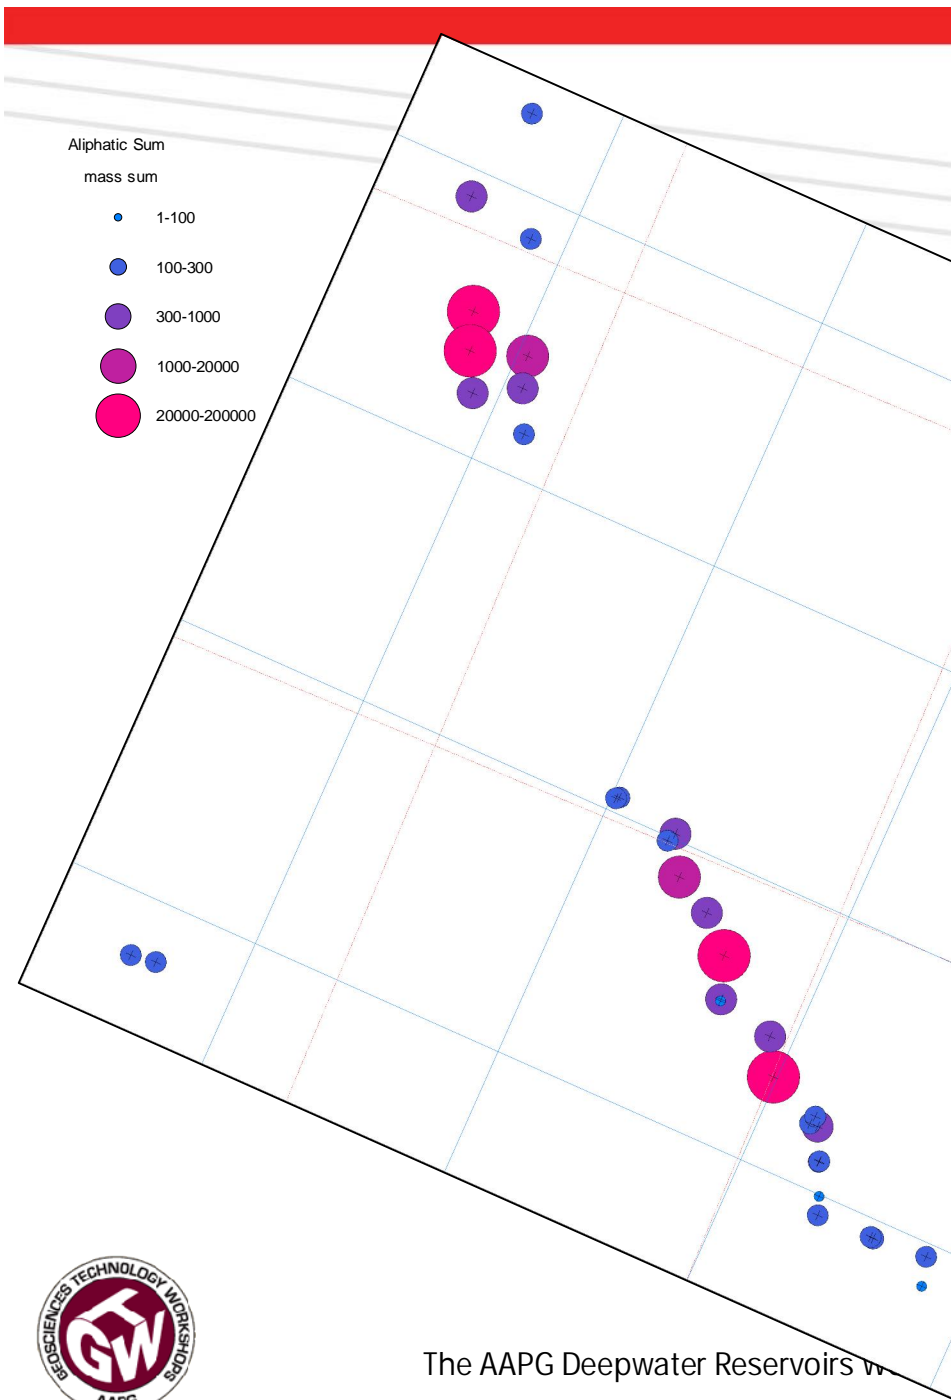 Aliphatic Sum
mass sum
1-100
100-300
300-1000
1000-20000
20000-200000
GEOSCIENCES TECHNOLOGY WORKSHOPS
GTW
AAPG
The AAPG Deepwater Reservoirs